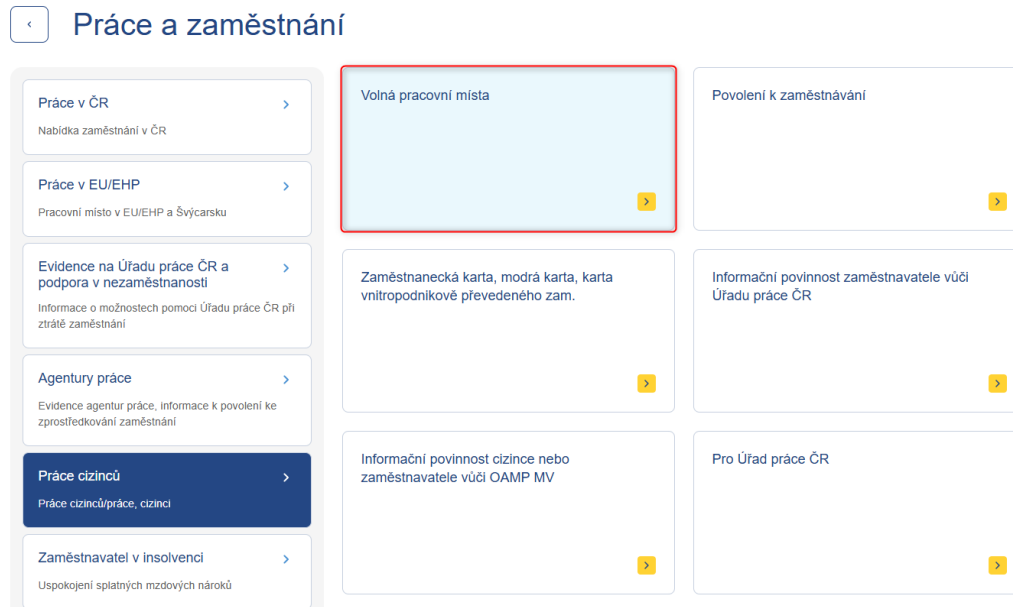 Práce a zaměstnání
Práce v ČR
Nabídka zaměstnání v ČR
Práce v EU/EHP
Pracovní místo v EU/EHP a Švýcarsku
Evidence na Úřadu práce ČR a
podpora v nezaměstnanosti
Informace o možnostech pomoci Úřadu práce ČR při
ztrátě zaměstnání
Agentury práce
Evidence agentur práce, informace k povolení ke
zprostředkování zaměstnání
Práce cizinců
Práce cizinců/práce, cizinci
Zaměstnavatel v insolvenci
Uspokojení splatných mzdových nároků
Volná pracovní místa
Povolení k zaměstnávání
Zaměstnanecká karta, modrá karta, karta
vnitropodnikově převedeného zam.
Informační povinnost zaměstnavatele vůči
Úřadu práce ČR
Informační povinnost cizince nebo
zaměstnavatele vůči OAMP MV
Pro Úřad práce ČR